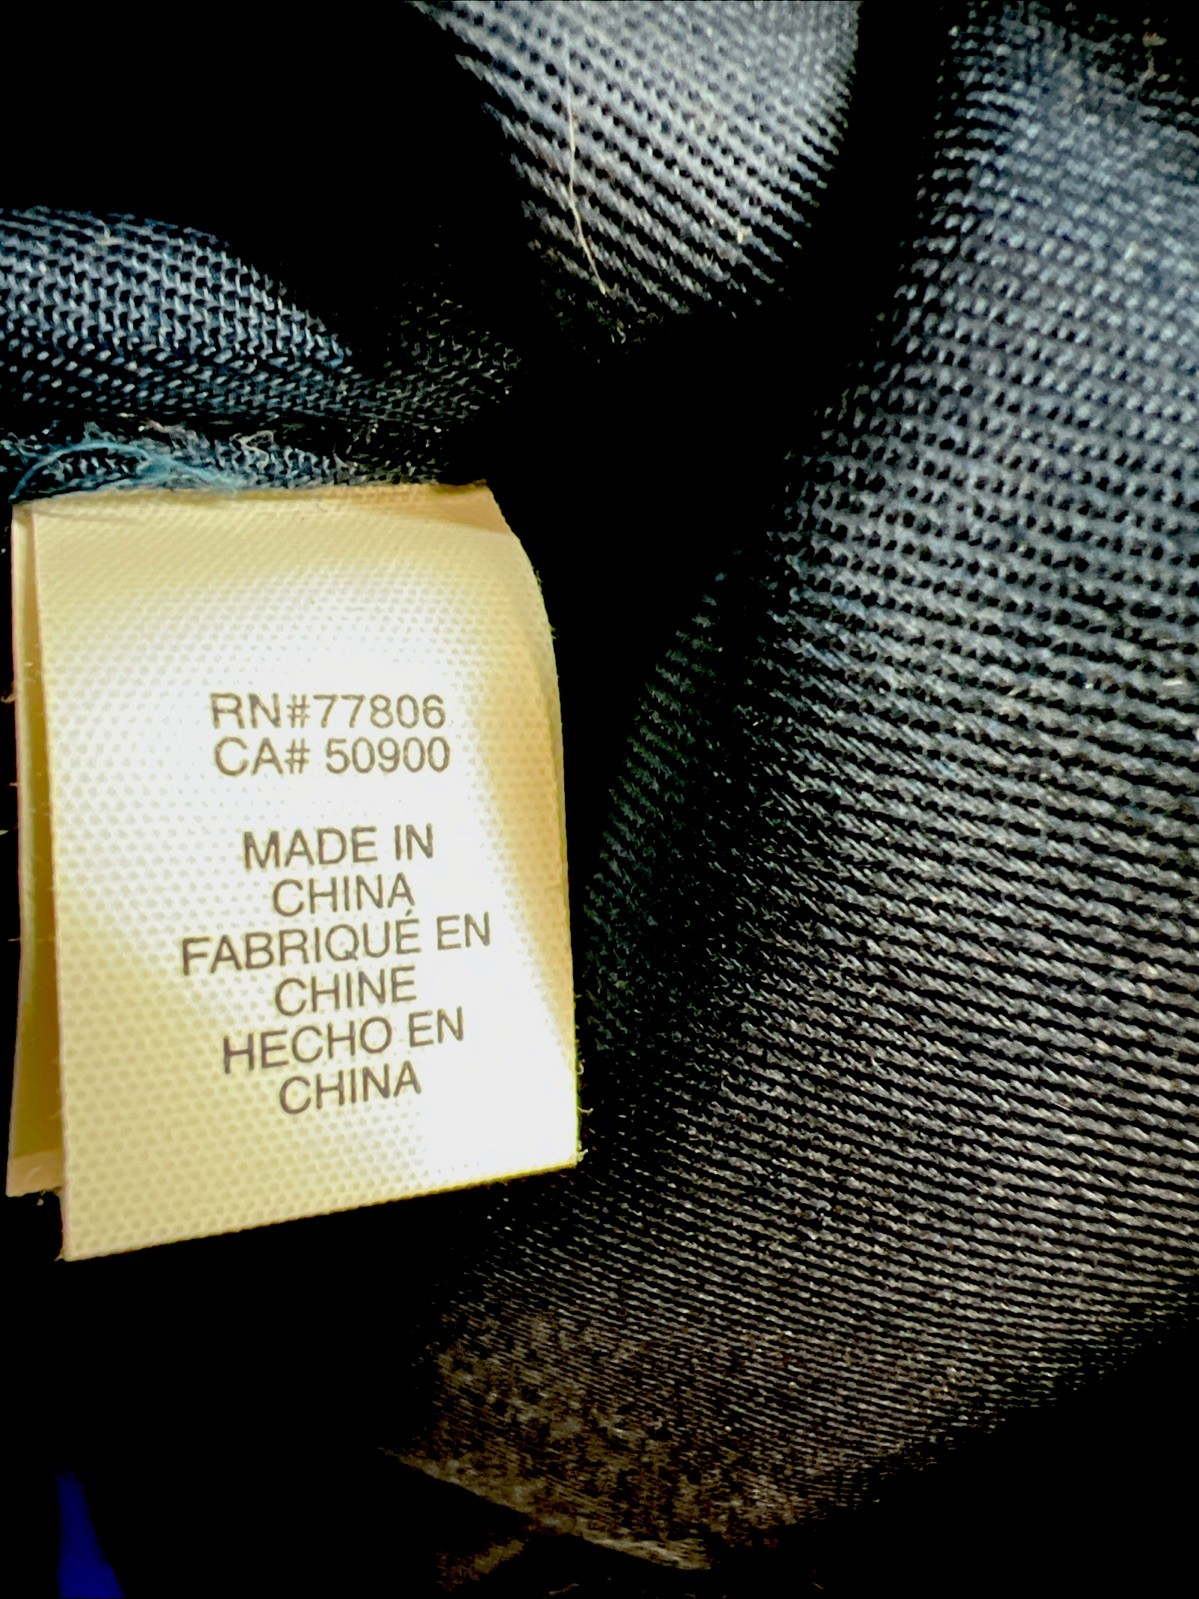 RN#77806
CA# 50900
MADE IN
CHINA
FABRIQUÉ EN
CHINE
HECHO EN
CHINA